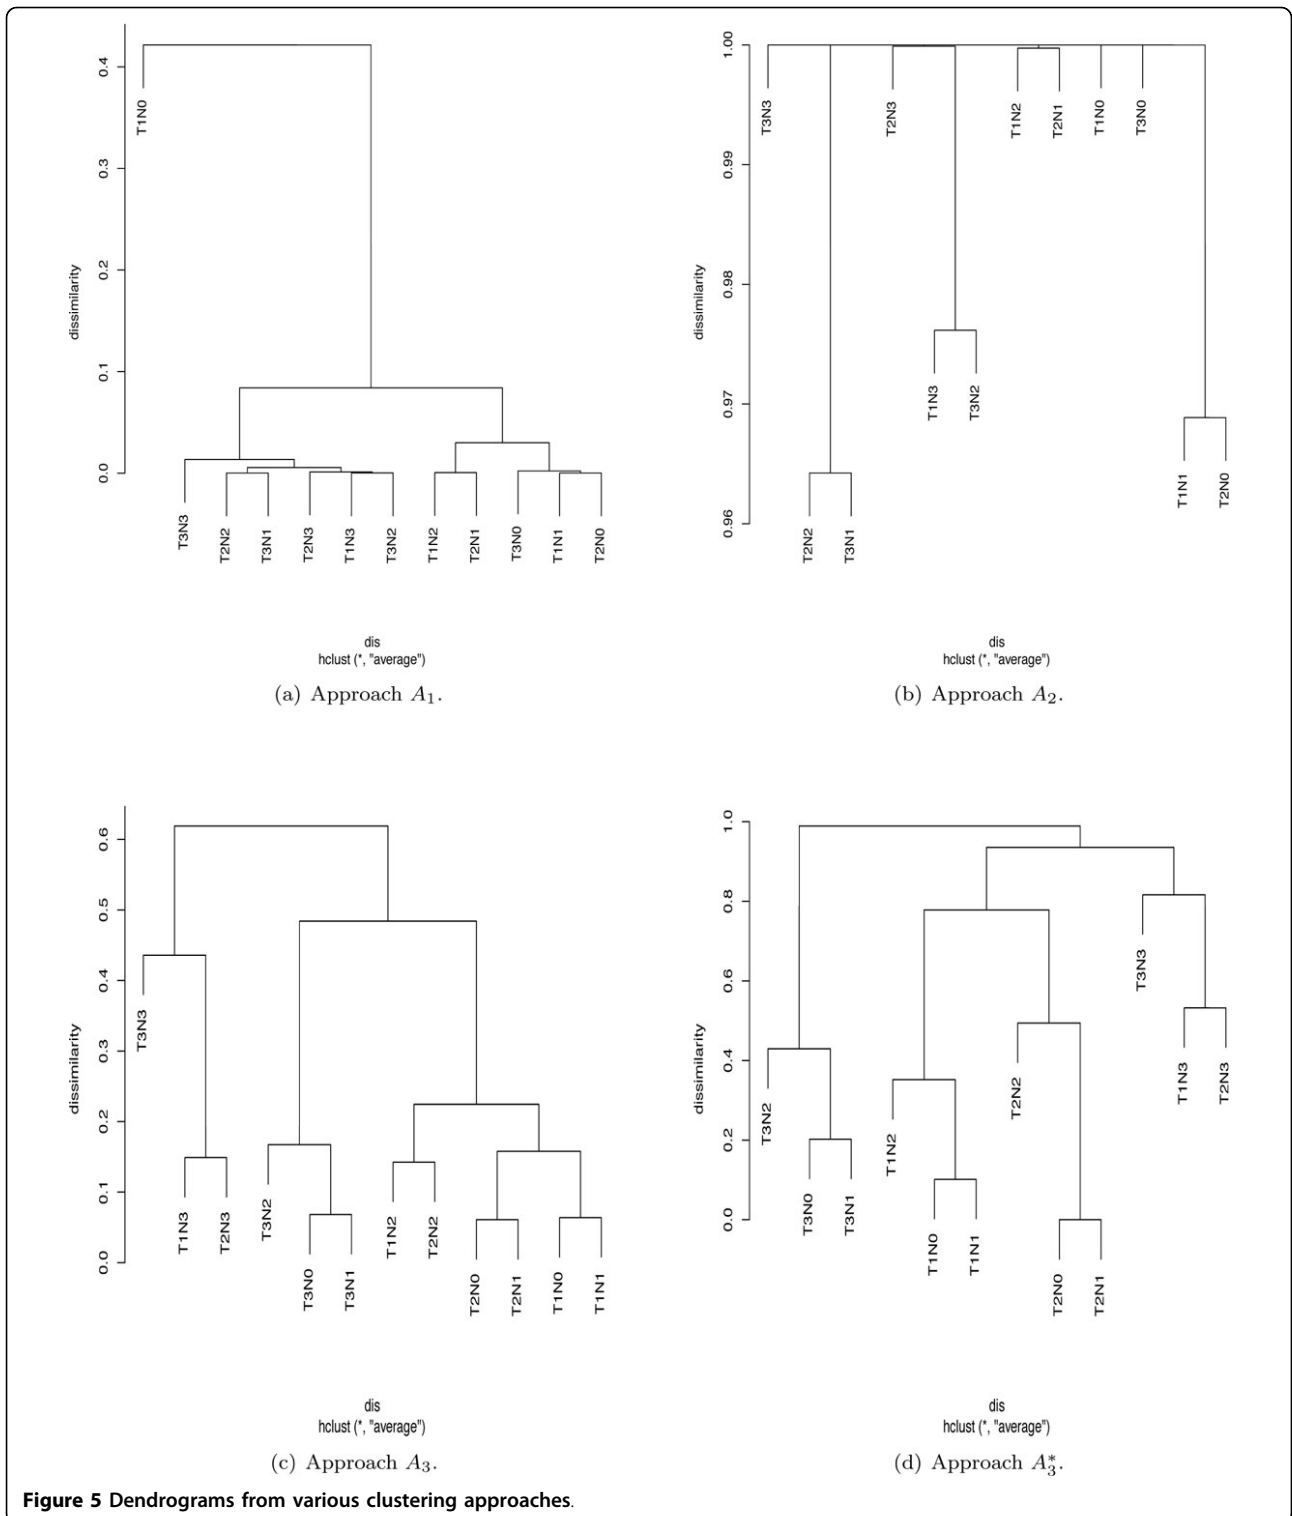 0.4
0.3
0.2
0.1
0.0
dissimilarity
T1N0
T3N3
T2N2
T3N1
T2N3
T1N3
T3N2
T1N2
T2N1
T3N0
T1N1
T2N0
dis
hclust (*, "average")
(a) Approach A1.
1.00
0.99
0.98
0.97
0.96
dissimilarity
T3N3
T2N2
T3N1
T2N3
T1N3
T3N2
T1N2
T2N1
T1N0
T3N0
T1N1
T2N0
dis
hclust (*, "average")
(b) Approach A2.
0.6
0.5
0.4
0.3
0.2
0.1
0.0
dissimilarity
T3N3
T1N3
T2N3
T3N2
T3N0
T3N1
T1N2
T2N2
T2N0
T2N1
T1N0
T1N1
dis
hclust (*, "average")
(c) Approach A3.
1.0
0.8
0.6
0.4
0.2
0.0
dissimilarity
T3N2
T3N0
T3N1
T1N2
T1N0
T1N1
T2N2
T2N0
T2N1
T3N3
T1N3
T2N3
dis
hclust (*, "average")
(d) Approach A3*.
Figure 5 Dendrograms from various clustering approaches.